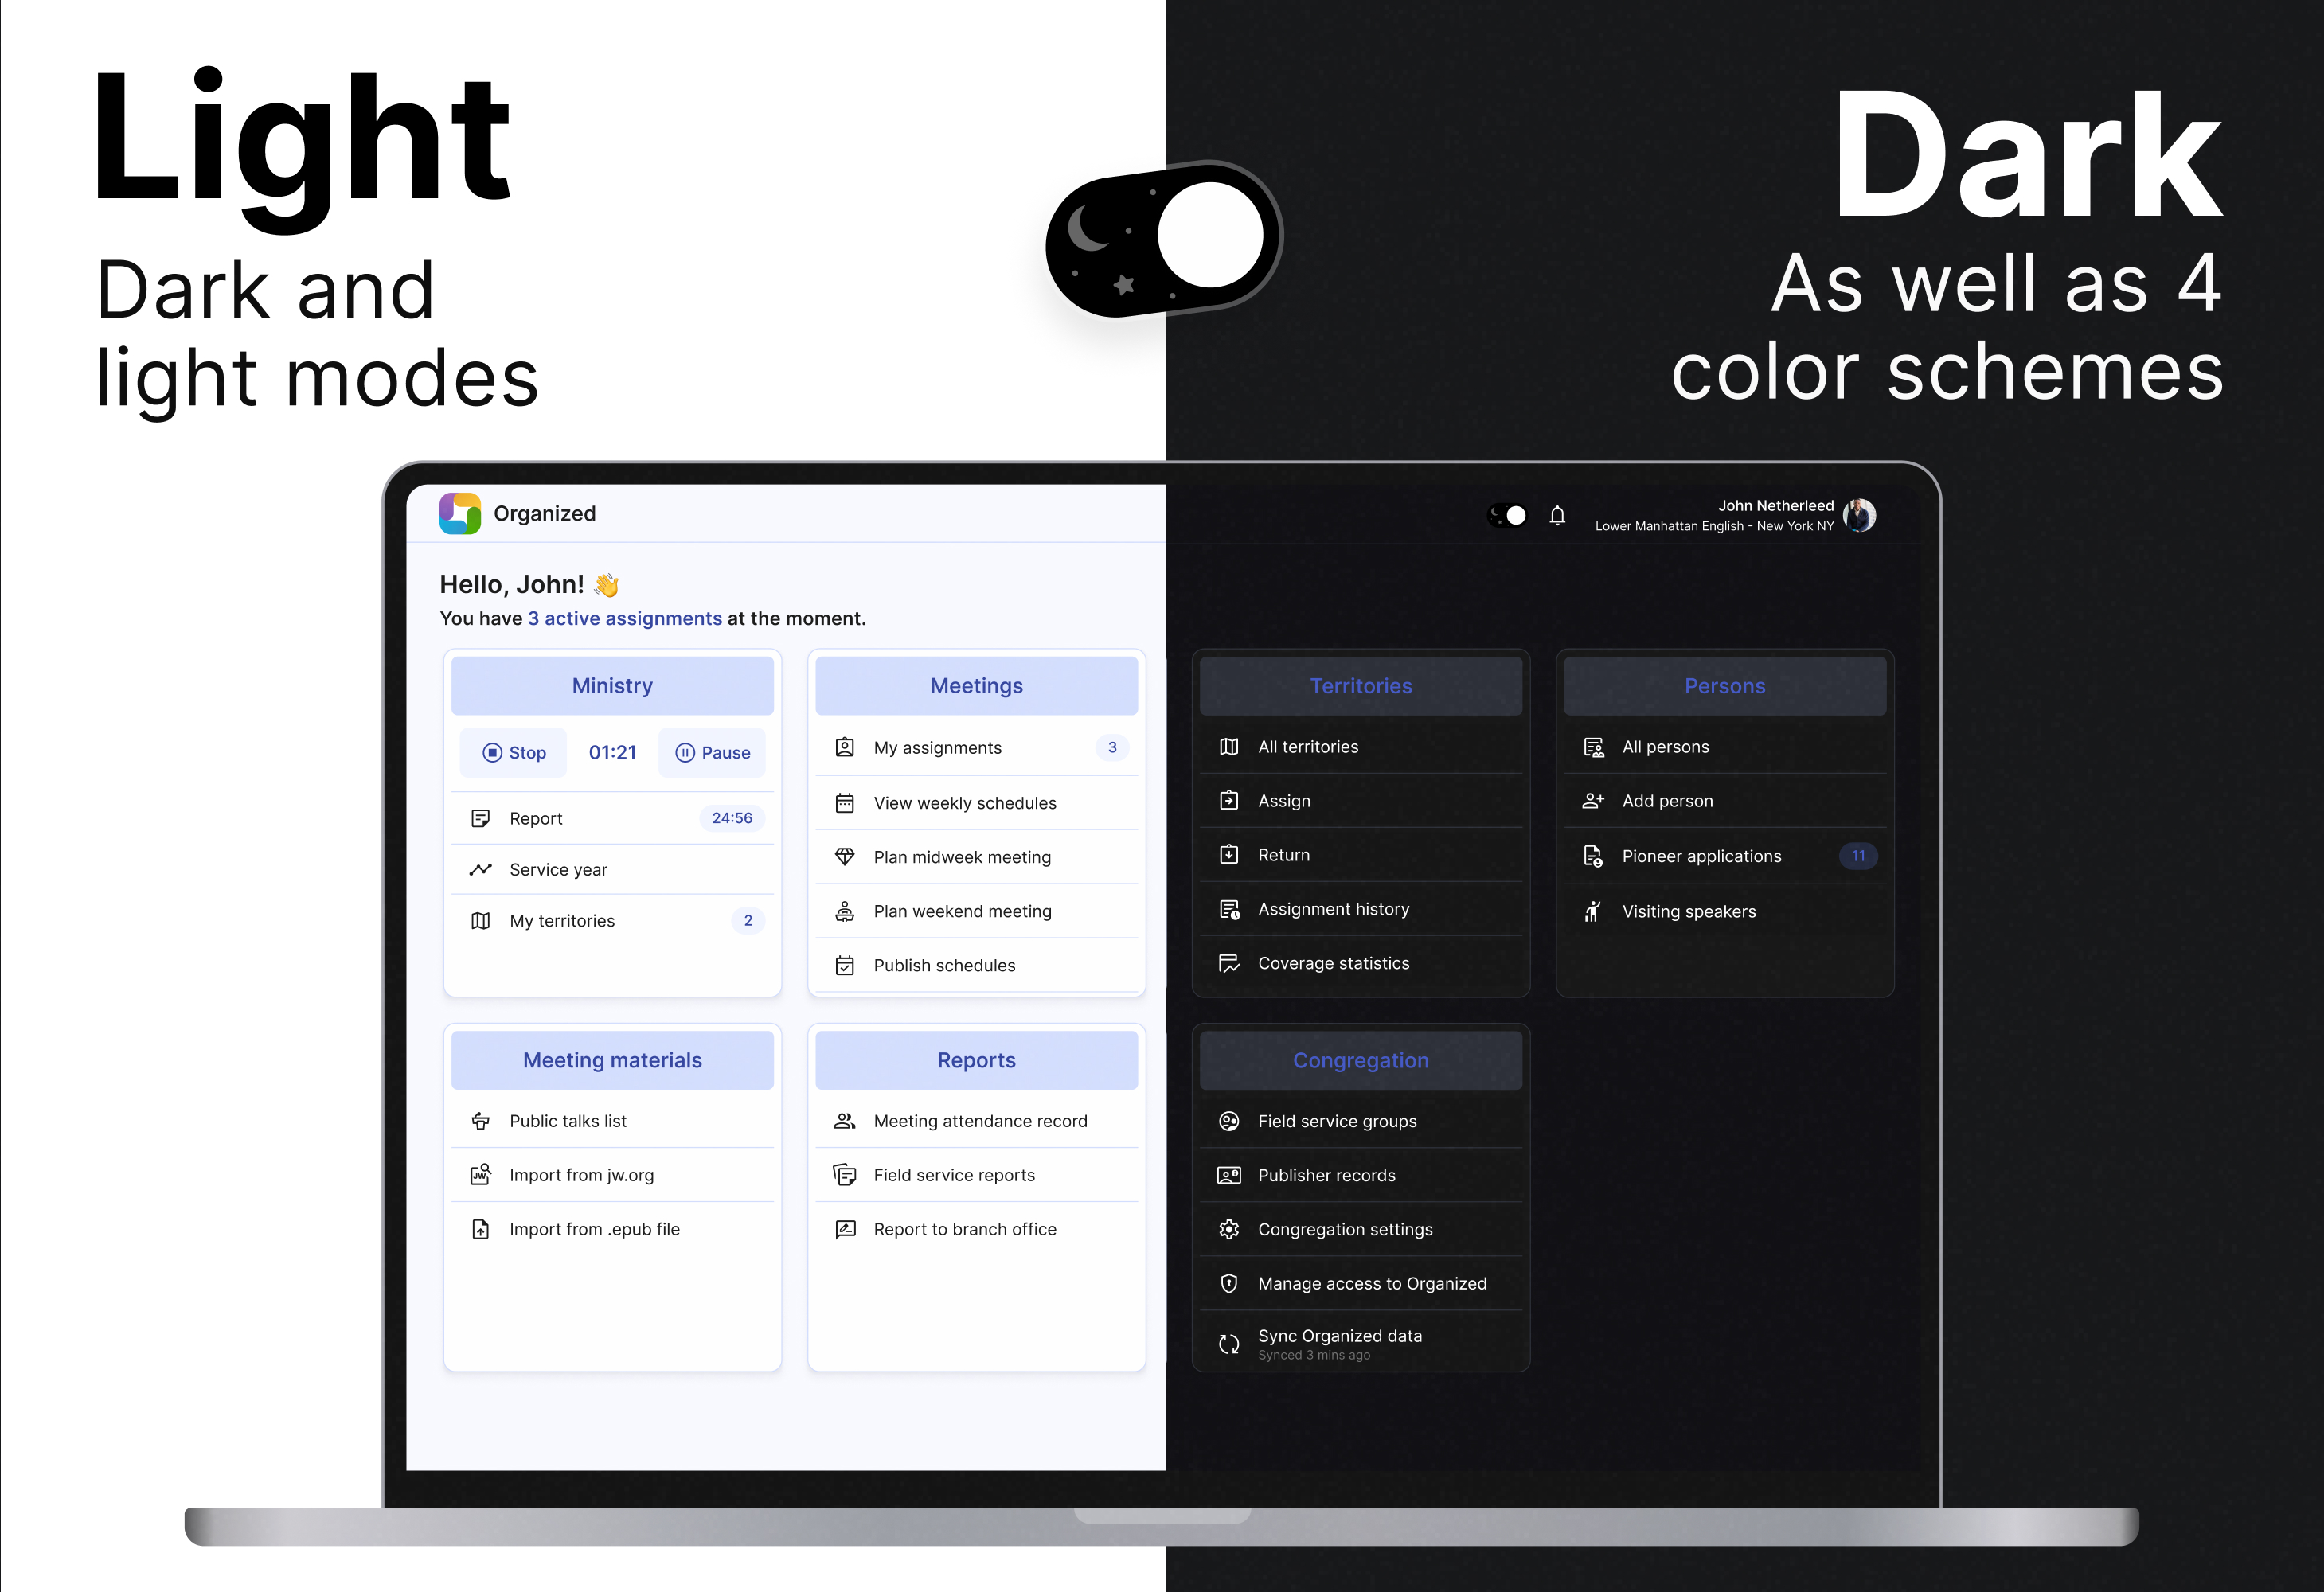 Light
Dark and
light modes
Dark
As well as 4
color schemes
Organized
John Netherleed
Lower Manhattan English - New York NY
Hello, John! 👋
You have 3 active assignments at the moment.
Ministry
Stop 01:21 Pause
Report 24:56
Service year
My territories 2
Meetings
My assignments 3
View weekly schedules
Plan midweek meeting
Plan weekend meeting
Publish schedules
Territories
All territories
Assign
Return
Assignment history
Coverage statistics
Persons
All persons
Add person
Pioneer applications 11
Visiting speakers
Meeting materials
Public talks list
JW Import from jw.org
Import from .epub file
Reports
Meeting attendance record
Field service reports
Report to branch office
Congregation
Field service groups
Publisher records
Congregation settings
Manage access to Organized
Sync Organized data
Synced 3 mins ago